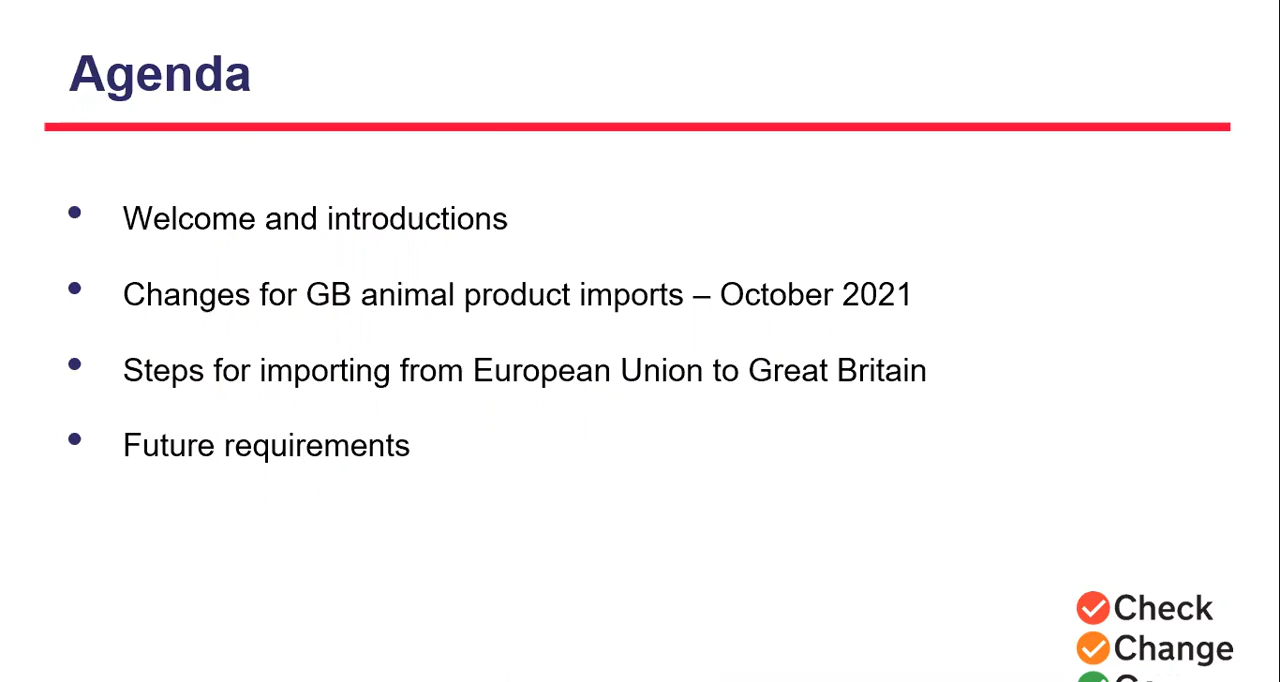 Agenda
Welcome and introductions
Changes for GB animal product imports – October 2021
Steps for importing from European Union to Great Britain
Future requirements
Check
Change